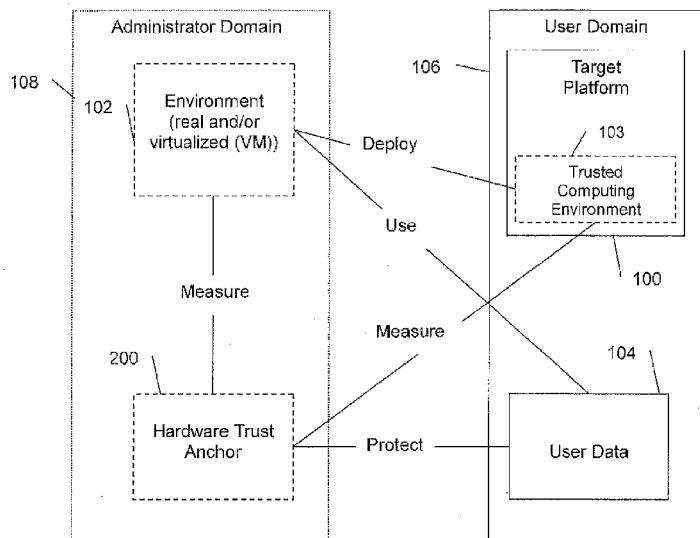 Administrator Domain
108
102
Environment
(real and/or
virtualized (VM))
Measure
200
Hardware Trust
Anchor
Deploy
Use
Measure
Protect
User Domain
106
Target
Platform
103
Trusted
Computing
Environment
100
104
User Data